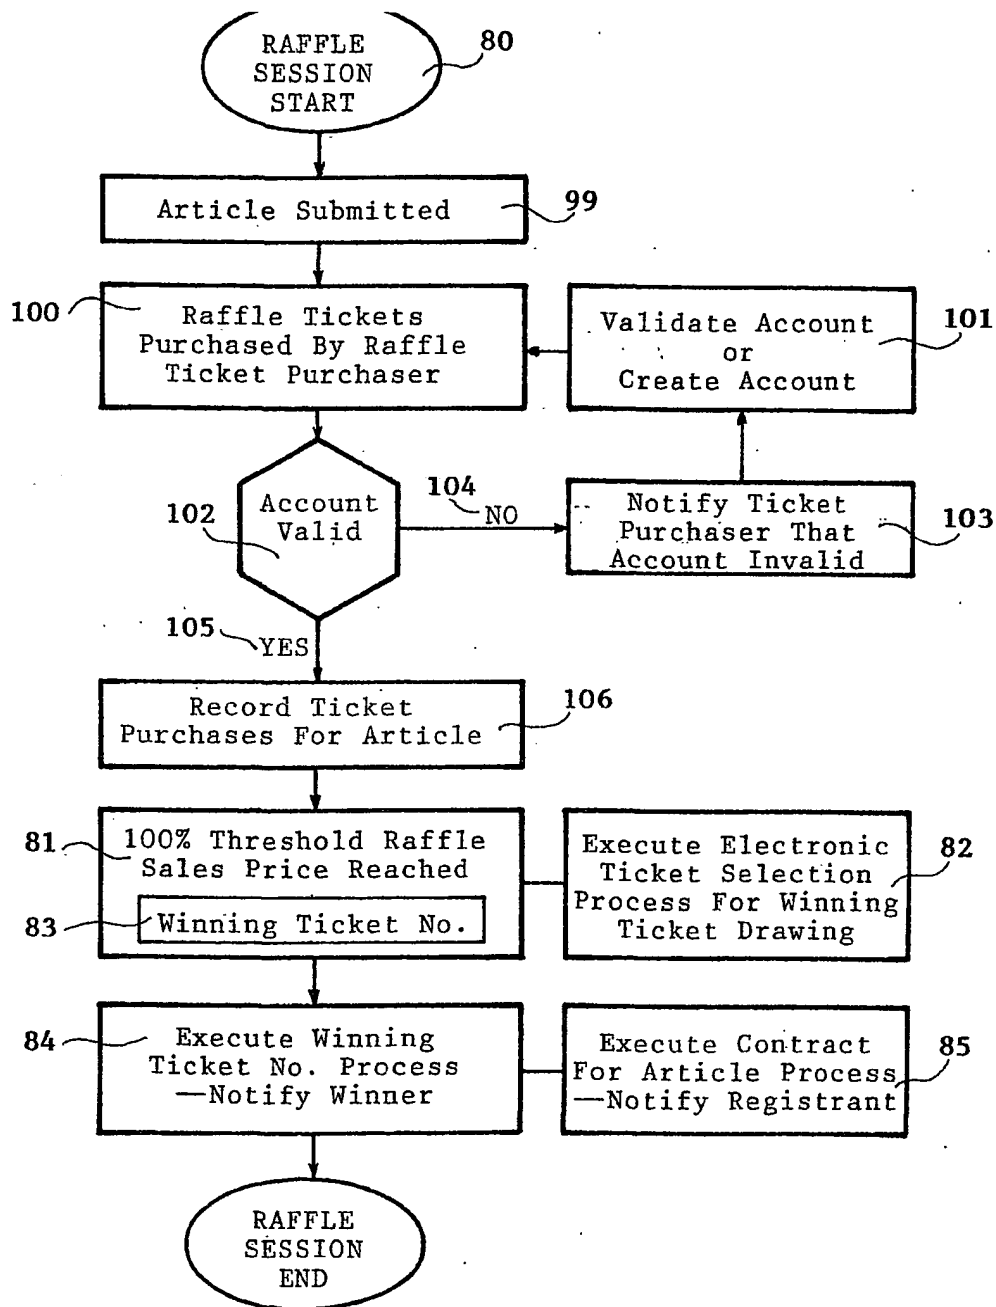 RAFFLE
SESSION
START
80
Article Submitted
99
100
Raffle Tickets
Purchased By Raffle
Ticket Purchaser
Validate Account
or
Create Account
101
102
Account
Valid
104
NO
Notify Ticket
Purchaser That
Account Invalid
103
105
YES
Record Ticket
Purchases For Article
106
81
100% Threshold Raffle
Sales Price Reached
83
Winning Ticket No.
Execute Electronic
Ticket Selection
Process For Winning
Ticket Drawing
82
84
Execute Winning
Ticket No. Process
—Notify Winner
Execute Contract
For Article Process
—Notify Registrant
85
RAFFLE
SESSION
END